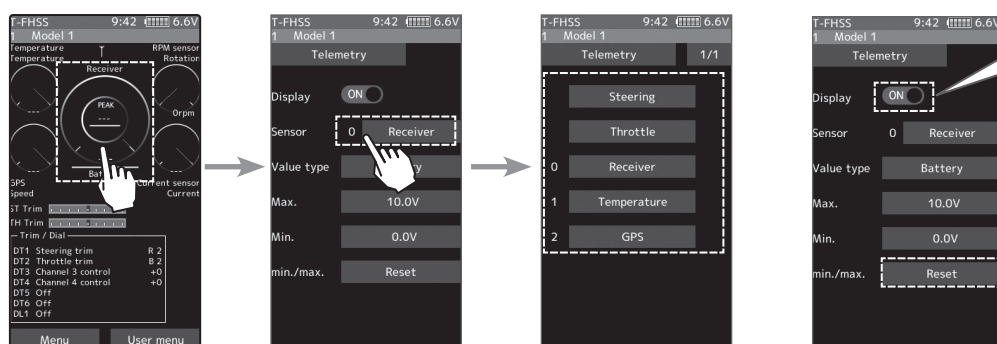 T-FHSS 9:42 6.6V
1 Model 1
Temperature RPM sensor
Temperature Rotation
Receiver
PEAK
---
--- 0rpm
Bat
GPS Current sensor
Speed Current
--- ---
ST Trim
TH Trim
Trim / Dial
DT1 Steering trim R 2
DT2 Throttle trim B 2
DT3 Channel 3 control +0
DT4 Channel 4 control +0
DT5 Off
DT6 Off
DL1 Off
Menu User menu
T-FHSS 9:42 6.6V
1 Model 1
Telemetry
Display ON
Sensor 0 Receiver
Value type
Max. 10.0V
Min. 0.0V
min./max. Reset
T-FHSS 9:42 6.6V
1 Model 1
Telemetry 1/1
Steering
Throttle
0 Receiver
1 Temperature
2 GPS
T-FHSS 9:42 6.6V
1 Model 1
Telemetry
Display ON
Sensor 0 Receiver
Value type Battery
Max. 10.0V
Min. 0.0V
min./max. Reset